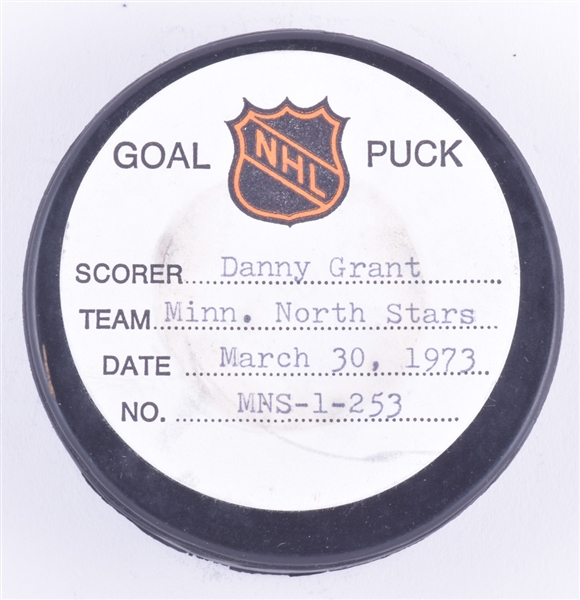 GOAL NHL PUCK
SCORER Danny Grant
TEAM Minn. North Stars
DATE March 30, 1973
NO. MNS-1-253